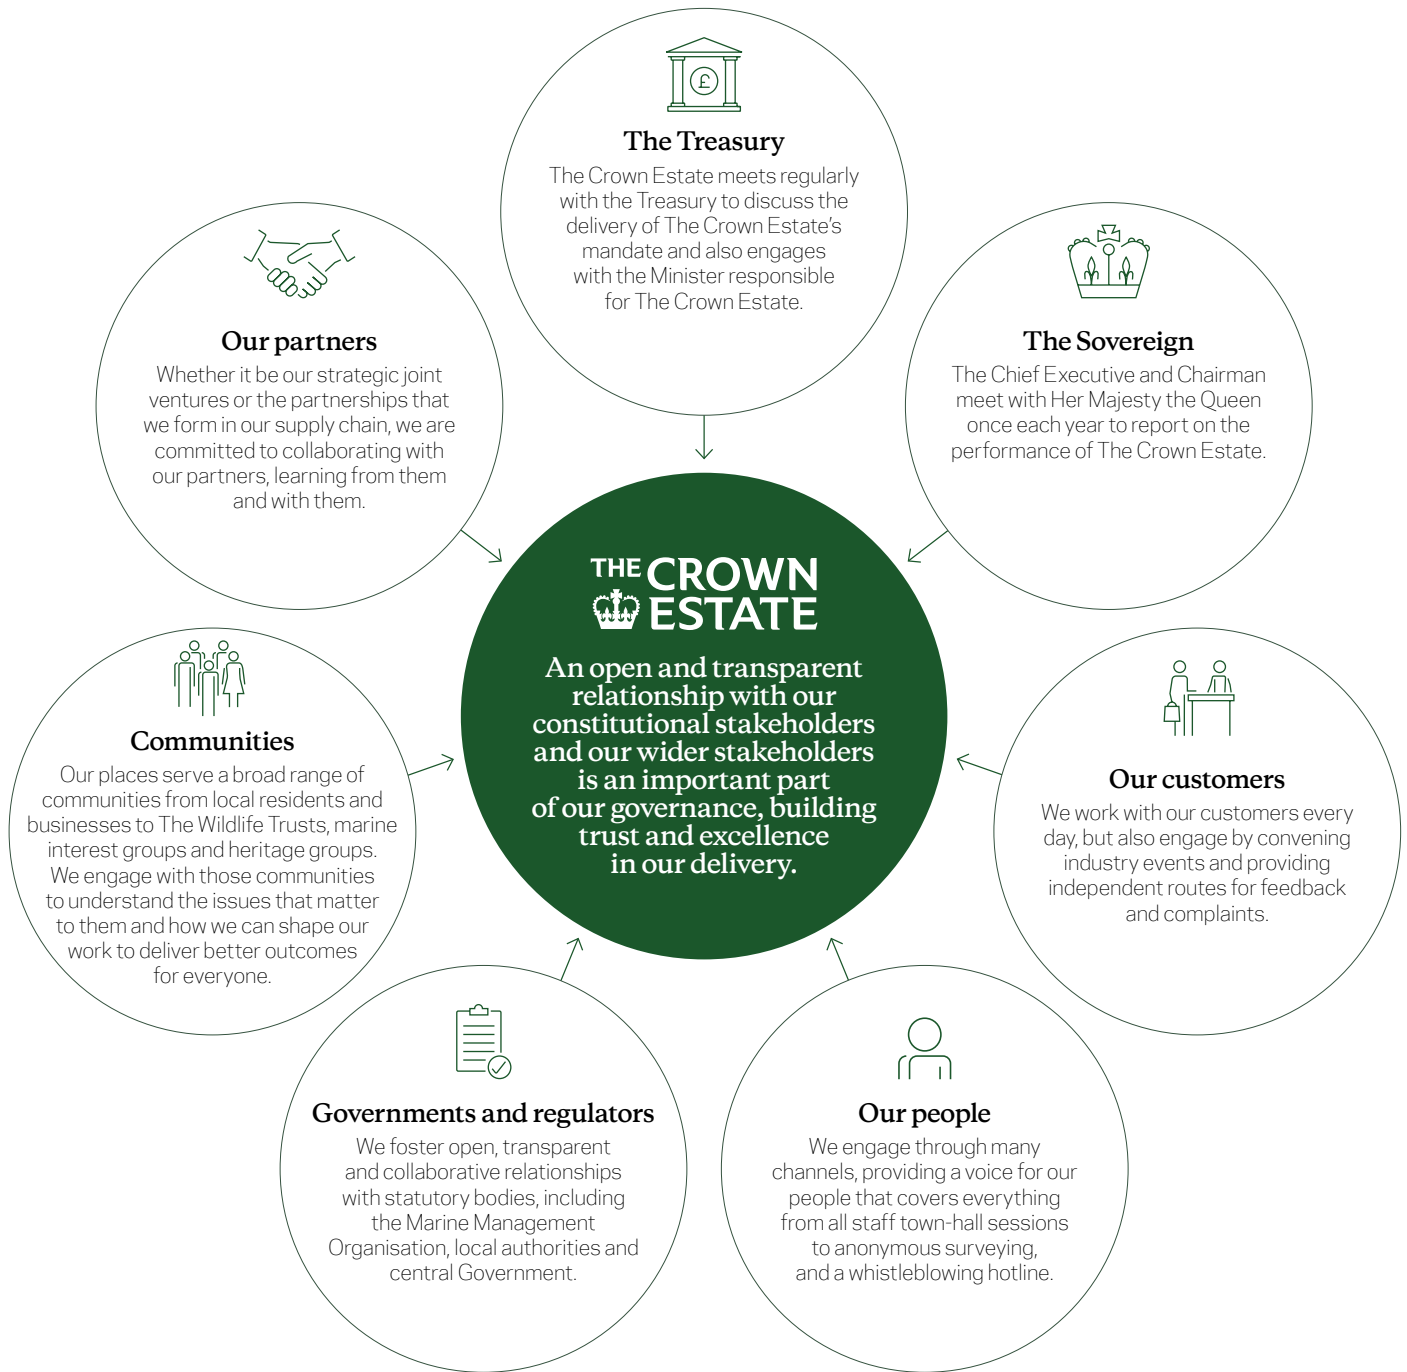 £
The Treasury
The Crown Estate meets regularly
with the Treasury to discuss the
delivery of The Crown Estate’s
mandate and also engages
with the Minister responsible
for The Crown Estate.
Our partners
Whether it be our strategic joint
ventures or the partnerships that
we form in our supply chain, we are
committed to collaborating with
our partners, learning from them
and with them.
The Sovereign
The Chief Executive and Chairman
meet with Her Majesty the Queen
once each year to report on the
performance of The Crown Estate.
THE CROWN
ESTATE
An open and transparent
relationship with our
constitutional stakeholders
and our wider stakeholders
is an important part
of our governance, building
trust and excellence
in our delivery.
Communities
Our places serve a broad range of
communities from local residents and
businesses to The Wildlife Trusts, marine
interest groups and heritage groups.
We engage with those communities
to understand the issues that matter
to them and how we can shape our
work to deliver better outcomes
for everyone.
Our customers
We work with our customers every
day, but also engage by convening
industry events and providing
independent routes for feedback
and complaints.
Governments and regulators
We foster open, transparent
and collaborative relationships
with statutory bodies, including
the Marine Management
Organisation, local authorities and
central Government.
Our people
We engage through many
channels, providing a voice for our
people that covers everything
from all staff town-hall sessions
to anonymous surveying,
and a whistleblowing hotline.